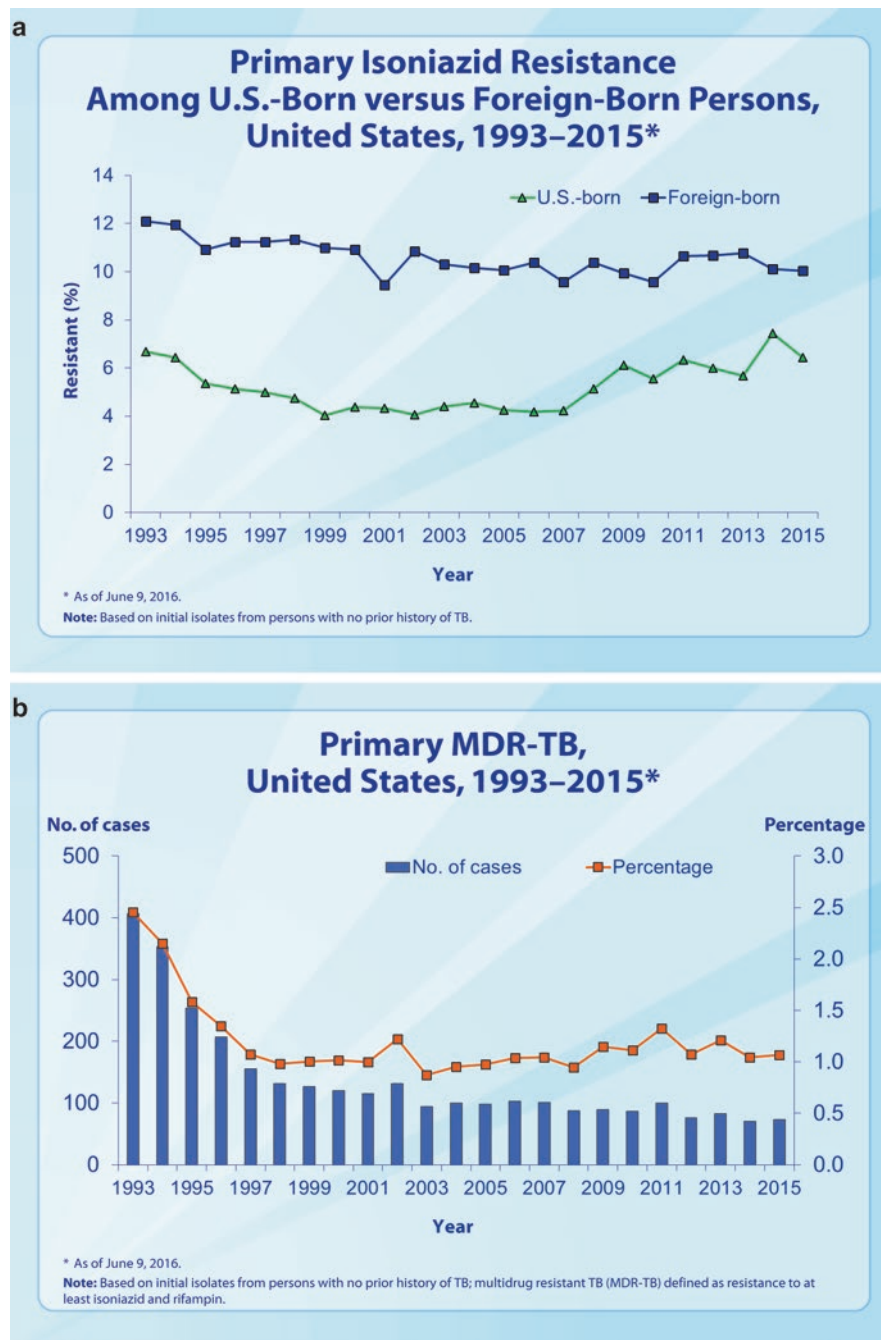 a
Primary Isoniazid Resistance
Among U.S.-Born versus Foreign-Born Persons,
United States, 1993–2015*
14
U.S.-born Foreign-born
12
10
8
6
4
2
0
Resistant (%)
1993 1995 1997 1999 2001 2003 2005 2007 2009 2011 2013 2015
Year
* As of June 9, 2016.
Note: Based on initial isolates from persons with no prior history of TB.
b
Primary MDR-TB,
United States, 1993–2015*
No. of cases Percentage
500 3.0
No. of cases Percentage
400 2.5
300 2.0
200 1.5
100 1.0
0 0.5
0.0
1993 1995 1997 1999 2001 2003 2005 2007 2009 2011 2013 2015
Year
* As of June 9, 2016.
Note: Based on initial isolates from persons with no prior history of TB; multidrug resistant TB (MDR-TB) defined as resistance to at
least isoniazid and rifampin.